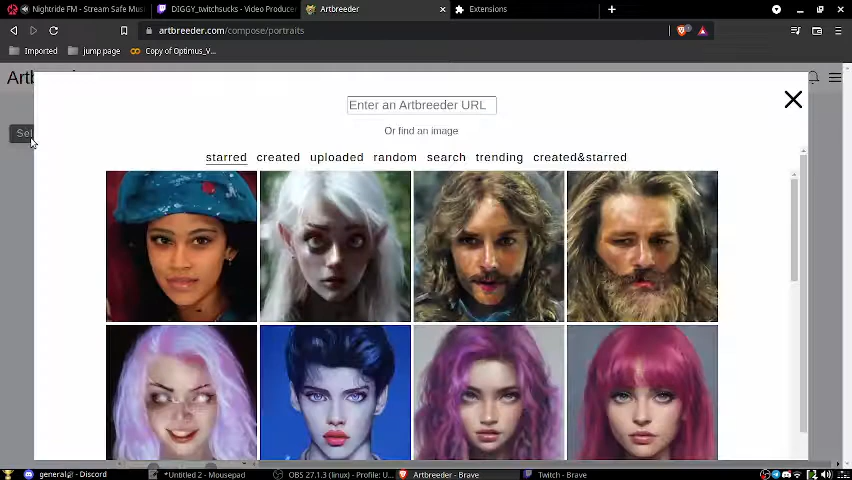 Nightride FM - Stream Safe Mus
DIGGY_twitchsucks - Video Producer
Artbreeder
Extensions
artbreeder.com/compose/portraits
Imported
jump page
Copy of Optimus_V...
Artb
Enter an Artbreeder URL
Or find an image
Sel
starred created uploaded random search trending created&starred
general - Discord
*Untitled 2 - Mousepad
OBS 27.1.3 (linux) - Profile: U...
Artbreeder - Brave
Twitch - Brave